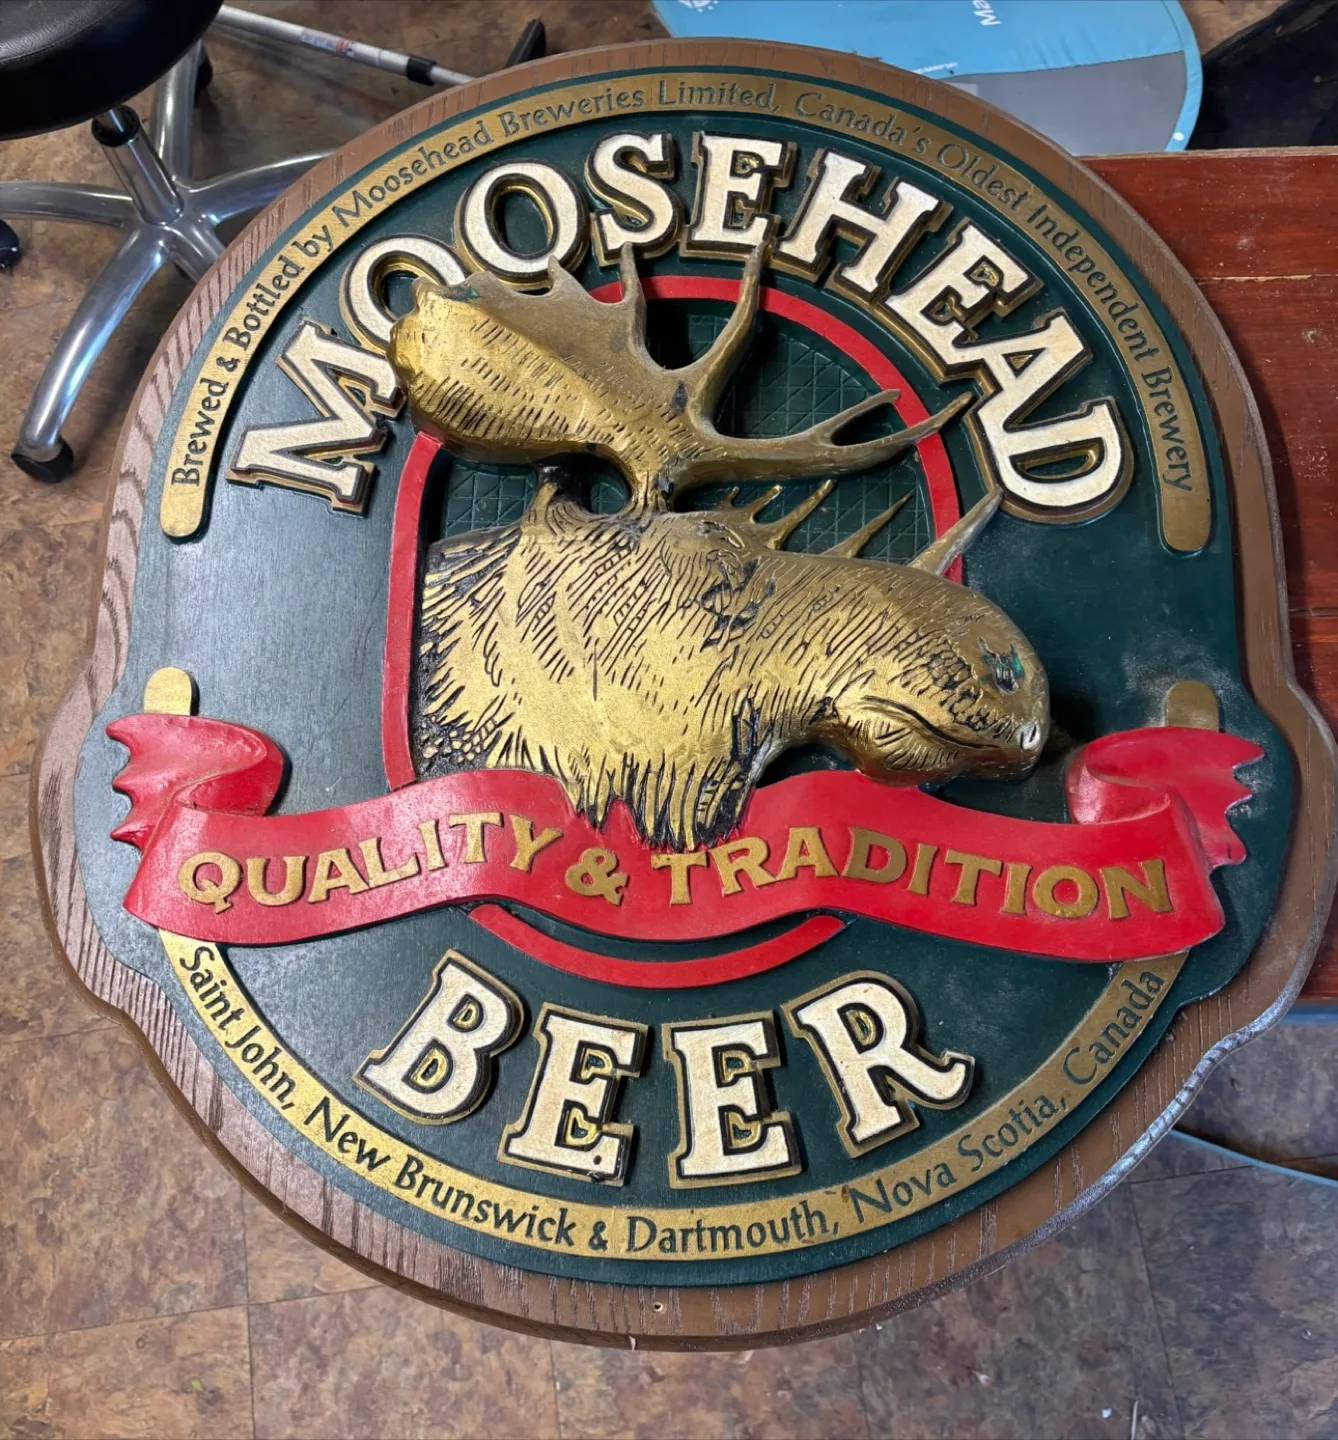 Brewed & Bottled by Moosehead Breweries Limited, Canada's Oldest Independent Brewery
MOOSEHEAD
QUALITY & TRADITION
BEER
Saint John, New Brunswick & Dartmouth, Nova Scotia, Canada